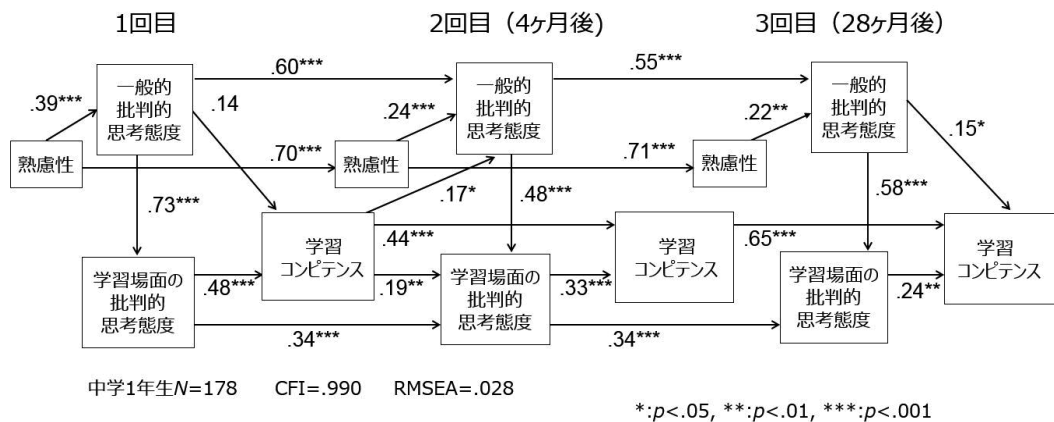 1回目
2回目（4ヶ月後)
3回目（28ヶ月後）
.39***
一般的
批判的
思考態度
.60***
.14
.24***
一般的
批判的
思考態度
.55***
.22**
一般的
批判的
思考態度
.15*
熟慮性
.70***
熟慮性
.71***
熟慮性
.73***
.17*
.48***
.58***
学習
コンピテンス
.44***
学習
コンピテンス
.65***
学習
コンピテンス
学習場面の
批判的
思考態度
.48***
.19**
学習場面の
批判的
思考態度
.33***
学習場面の
批判的
思考態度
.24**
.34***
.34***
中学1年生N=178 CFI=.990 RMSEA=.028
*:p<.05, **:p<.01, ***:p<.001